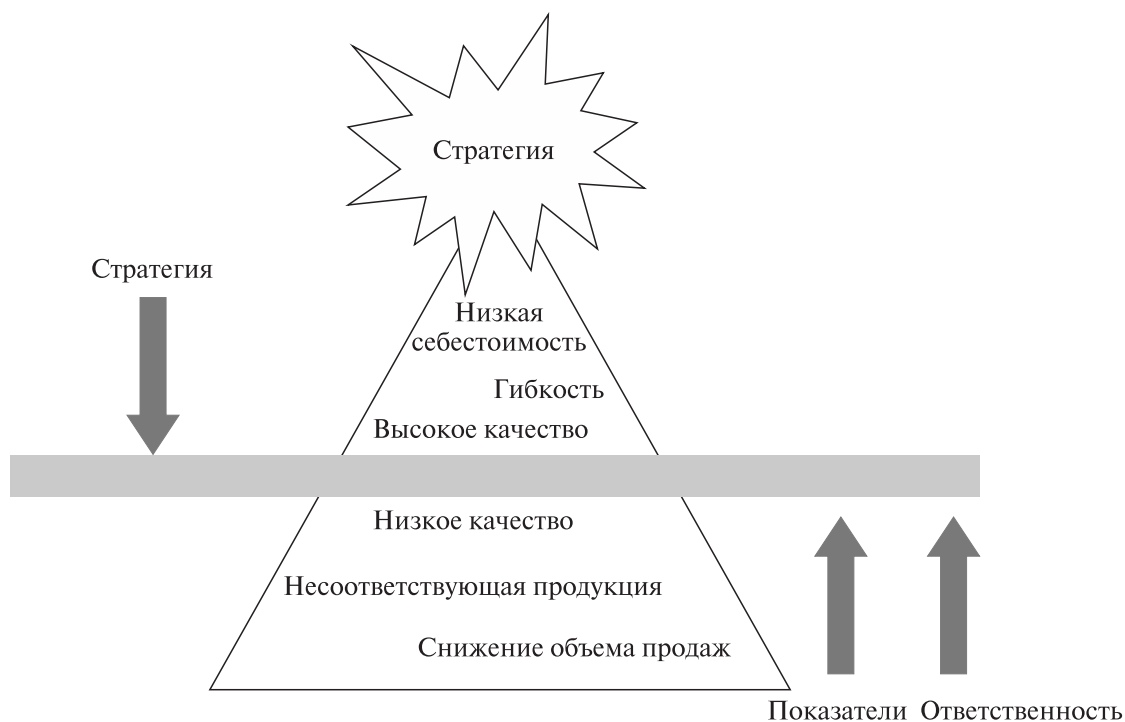 Стратегия
Стратегия
Низкая
себестоимость
Гибкость
Высокое качество
Низкое качество
Несоответствующая продукция
Снижение объема продаж
Показатели Ответственность